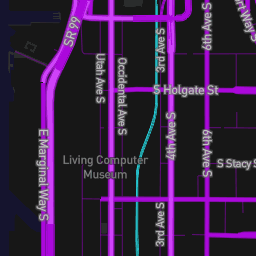 SR 99
Utah Ave S
Occidental Ave S
3rd Ave S
6th Ave S
S Holgate St
4th Ave S
6th Ave S
E Marginal Way S
Living Computer
Museum
S Stacy S
3rd Ave S